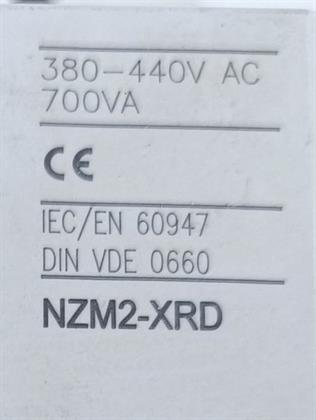 380-440V AC
700VA
CE
IEC/EN 60947
DIN VDE 0660
NZM2-XRD